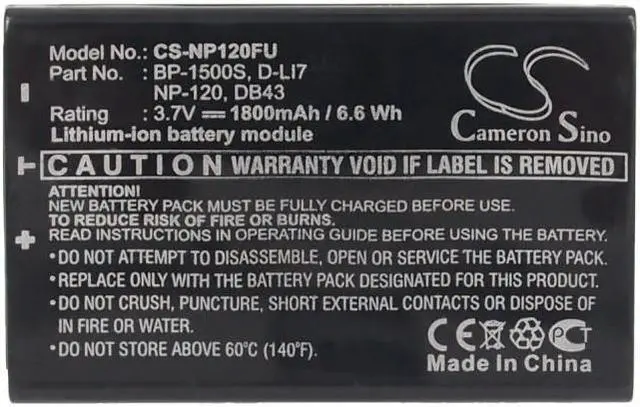 Model No.: CS-NP120FU
Part No. : BP-1500S, D-LI7
NP-120, DB43
Rating : 3.7V 1800mAh / 6.6 Wh
Lithium-ion battery module
CS
Cameron Sino
T CAUTION WARRANTY VOID IF LABEL IS REMOVED
ATTENTION!
NEW BATTERY PACK MUST BE FULLY CHARGED BEFORE USE.
TO REDUCE RISK OF FIRE OR BURNS.
READ INSTRUCTIONS IN OPERATING GUIDE BEFORE USING BATTERY.
•DO NOT ATTEMPT TO DISASSEMBLE, OPEN OR SERVICE THE BATTERY PACK.
•REPLACE ONLY WITH THE BATTERY PACK DESIGNATED FOR THIS PRODUCT.
•DO NOT CRUSH, PUNCTURE, SHORT EXTERNAL CONTACTS OR DISPOSE OF
IN FIRE OR WATER.
•DO NOT STORE ABOVE 60°C (140°F).
CE PCT
Made In China